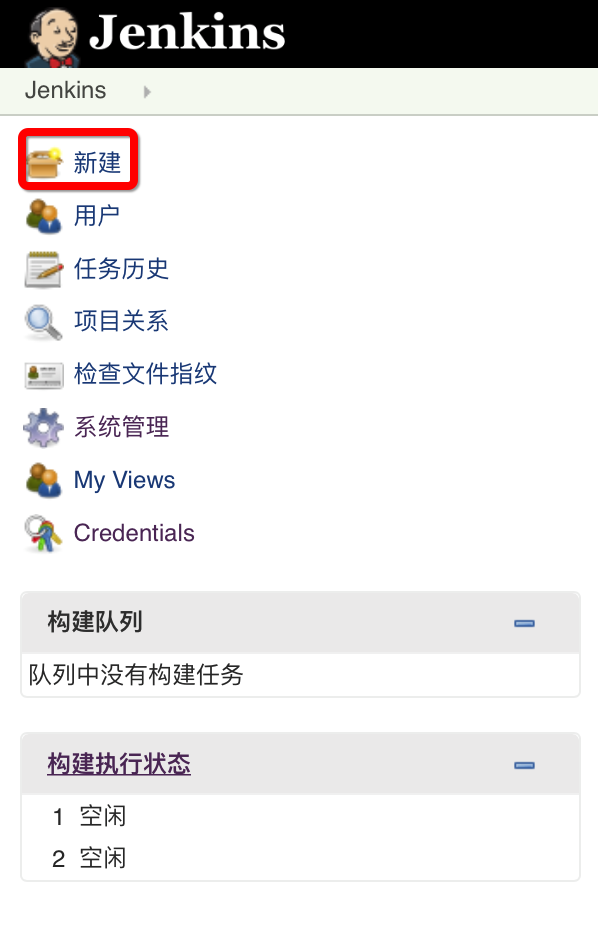 Jenkins
Jenkins
新建
用户
任务历史
项目关系
检查文件指纹
系统管理
My Views
Credentials
构建队列
队列中没有构建任务
构建执行状态
1 空闲
2 空闲